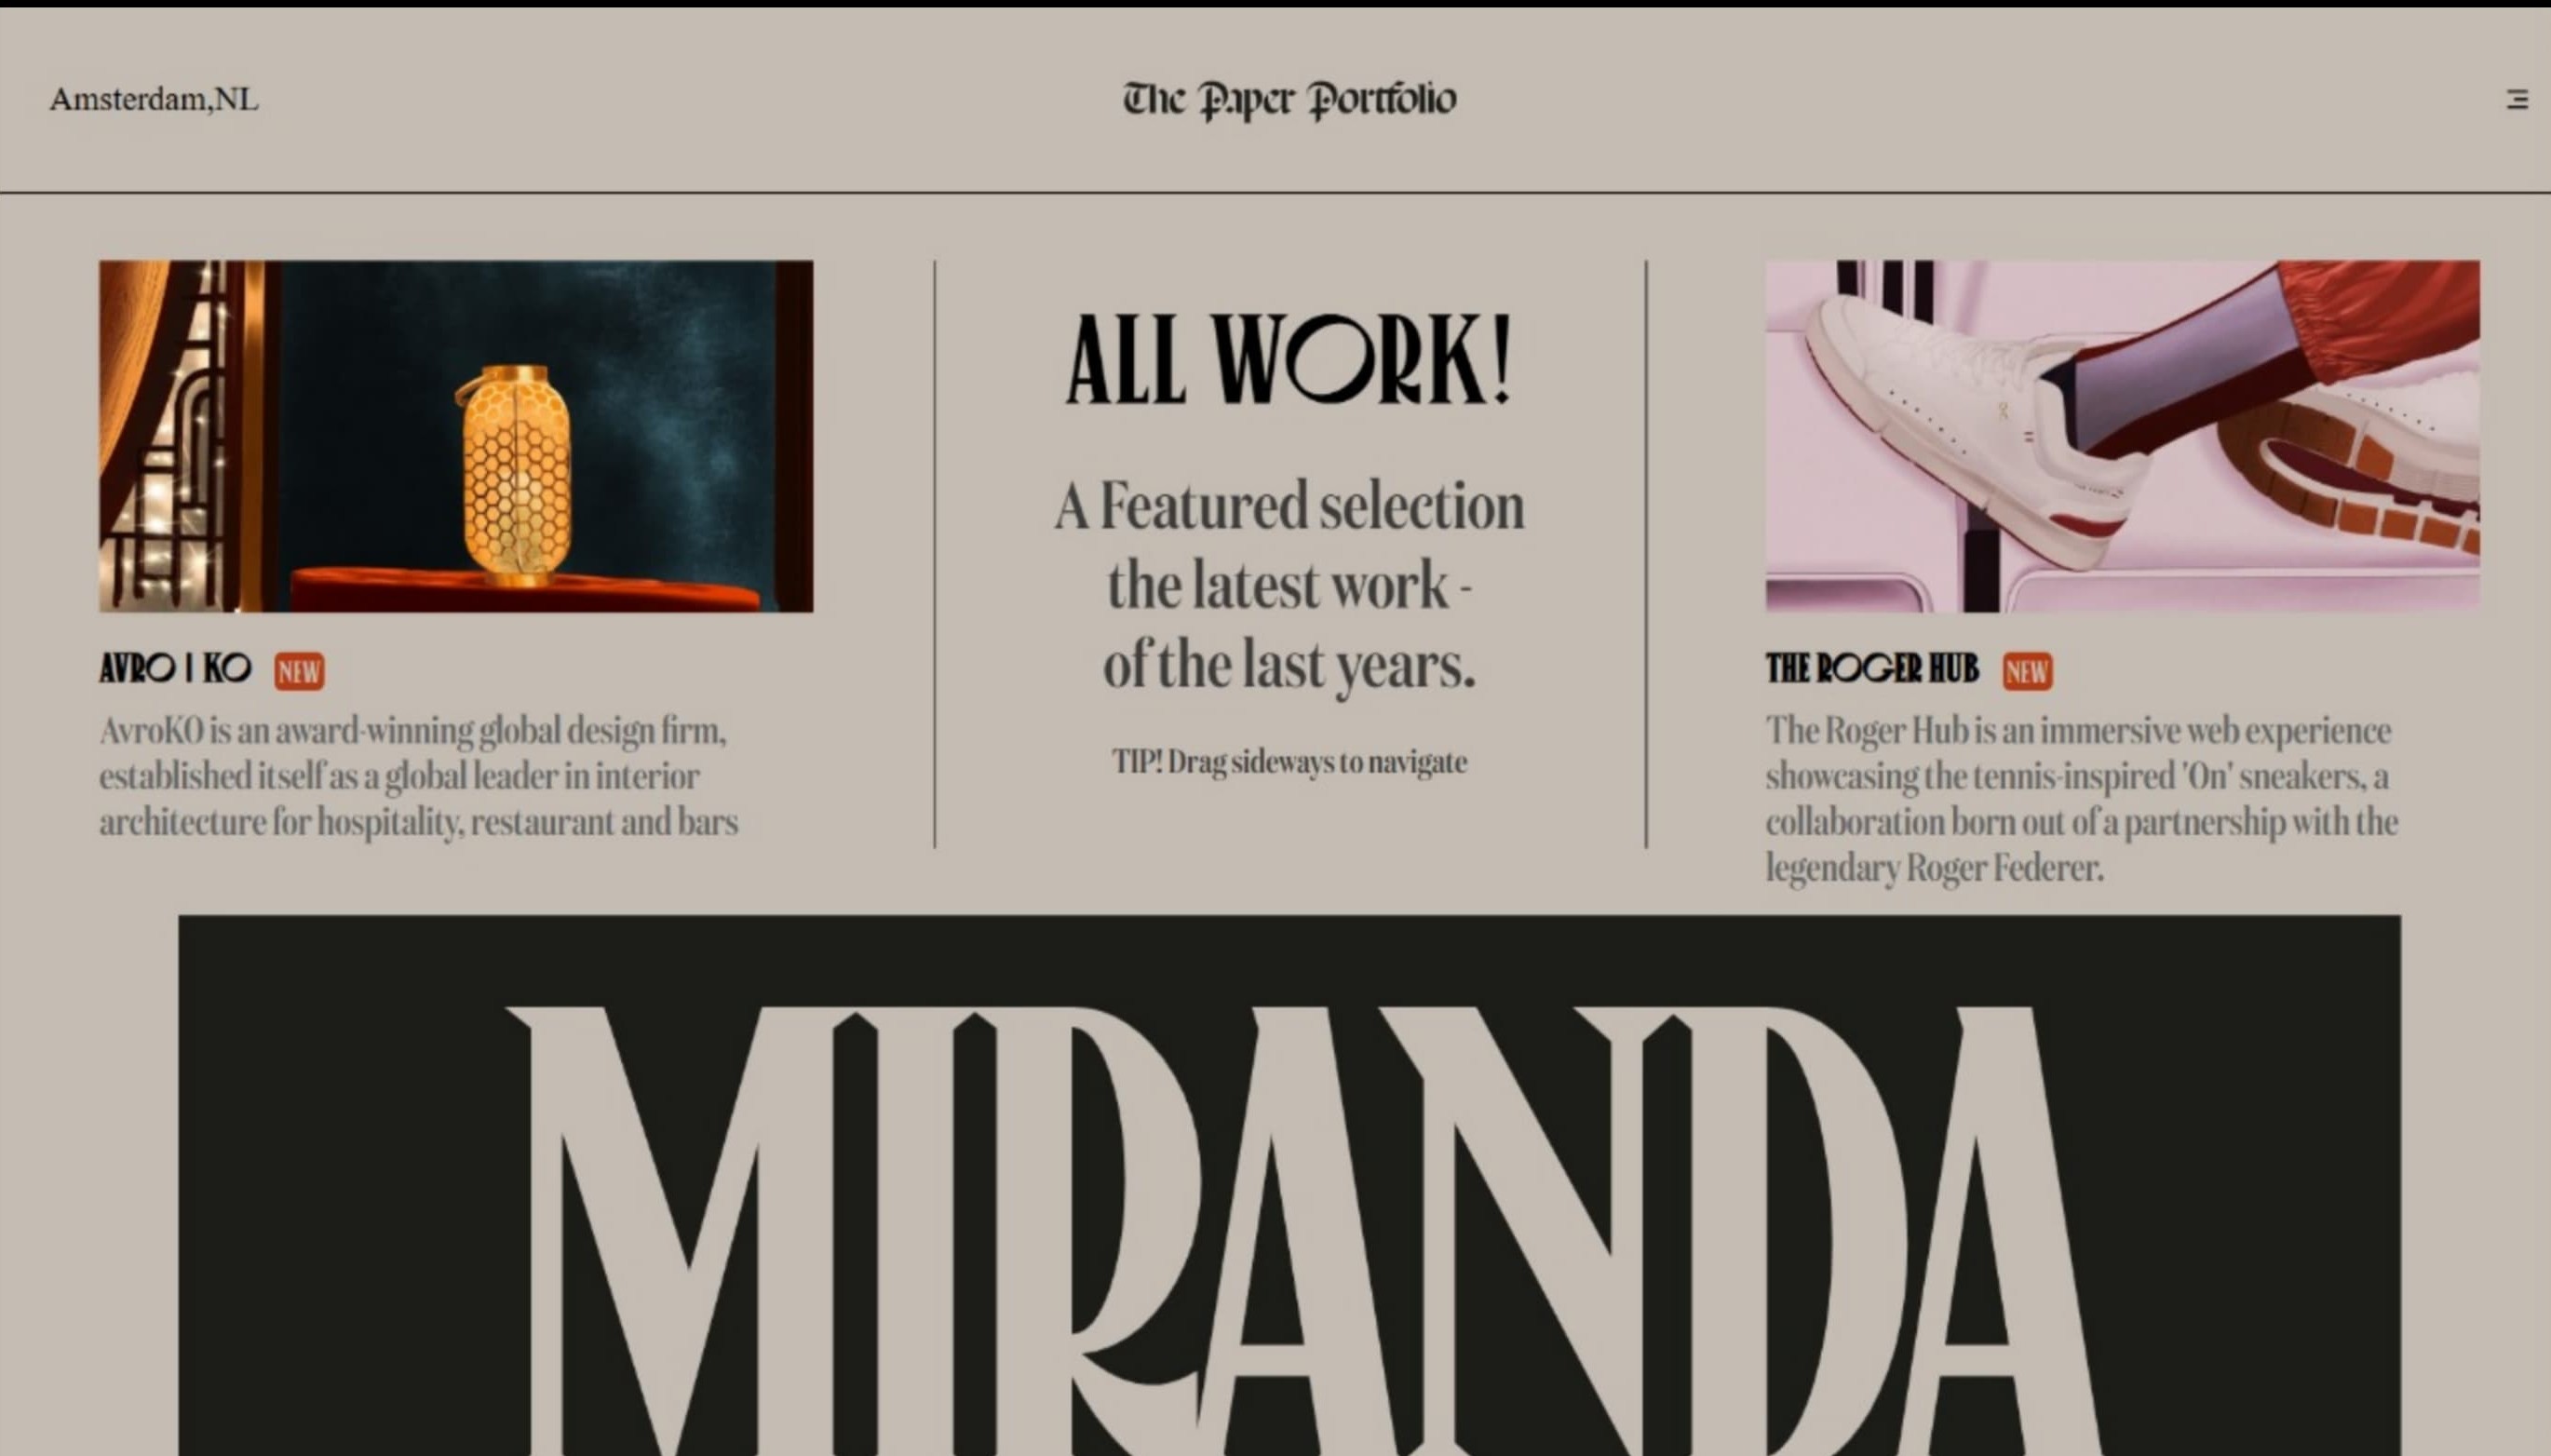 Amsterdam,NL
The Paper Portfolio
AVRO | KO NEW
AvroKO is an award-winning global design firm,
established itself as a global leader in interior
architecture for hospitality, restaurant and bars
ALL WORK!
A Featured selection
the latest work -
of the last years.
TIP! Drag sideways to navigate
THE ROGER HUB NEW
The Roger Hub is an immersive web experience
showcasing the tennis-inspired 'On' sneakers, a
collaboration born out of a partnership with the
legendary Roger Federer.
MIRANDA